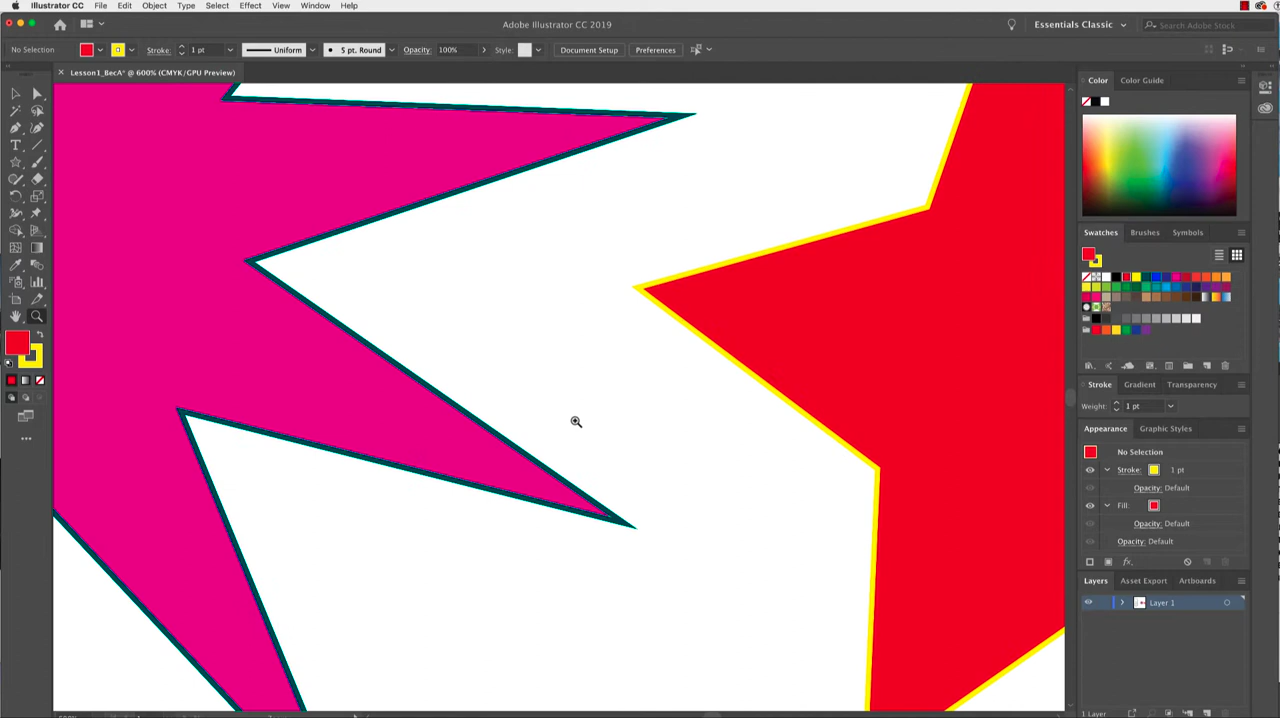 Illustrator CC File Edit Object Type Select Effect View Window Help
Adobe Illustrator CC 2019
Essentials Classic
Search Adobe Stock
No Selection Stroke: 1 pt Uniform 5 pt. Round Opacity: 100% Style: Document Setup Preferences
× Lesson1_BecA* @ 600% (CMYK/GPU Preview)
Color Color Guide
Swatches Brushes Symbols
Stroke Gradient Transparency
Weight: 1 pt
Appearance Graphic Styles
No Selection
Stroke: 1 pt
Opacity: Default
Fill:
Opacity: Default
Opacity: Default
fx
Layers Asset Export Artboards
Layer 1
1 Layer